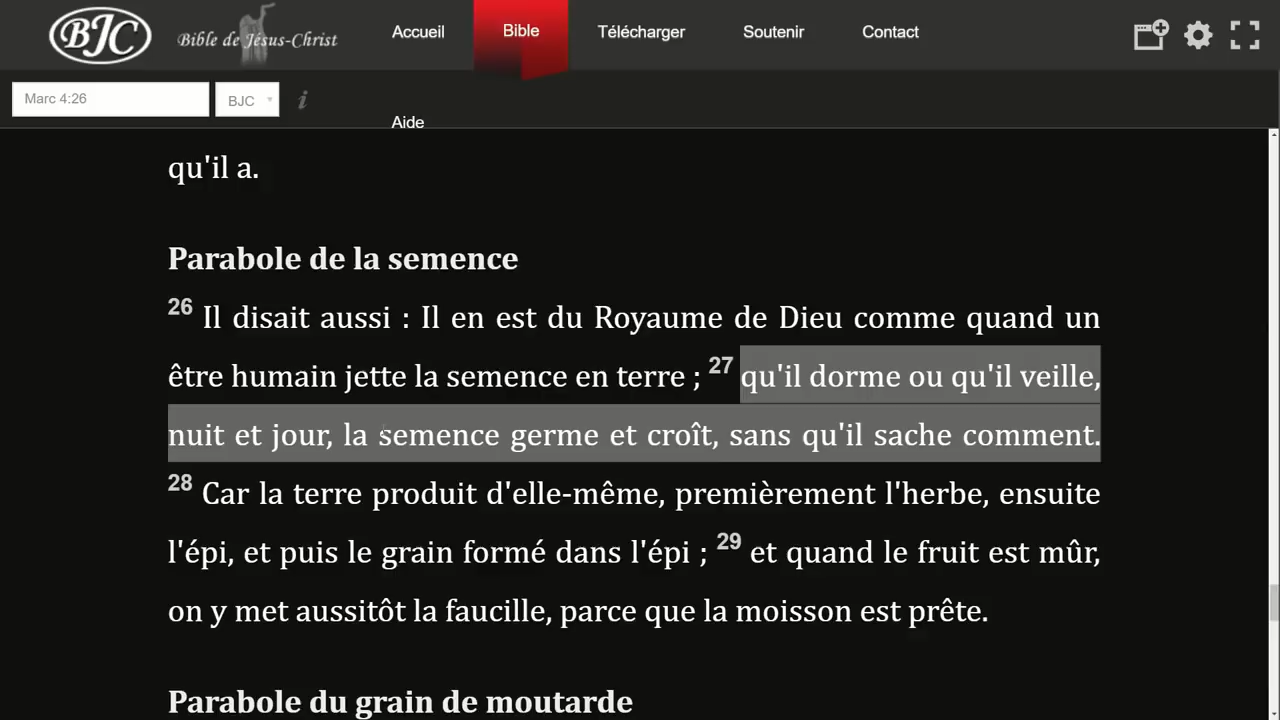 BJC
Bible de Jésus-Christ
Accueil
Bible
Télécharger
Soutenir
Contact
Marc 4:26
BJC
i
Aide
qu'il a.
Parabole de la semence
26 Il disait aussi : Il en est du Royaume de Dieu comme quand un
être humain jette la semence en terre ; 27 qu'il dorme ou qu'il veille,
nuit et jour, la semence germe et croît, sans qu'il sache comment.
28 Car la terre produit d'elle-même, premièrement l'herbe, ensuite
l'épi, et puis le grain formé dans l'épi ; 29 et quand le fruit est mûr,
on y met aussitôt la faucille, parce que la moisson est prête.
Parabole du grain de moutarde